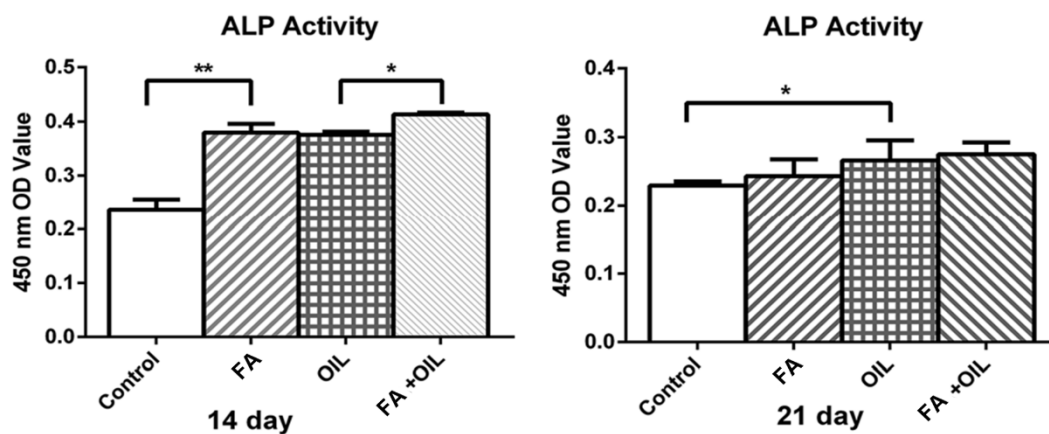 ALP Activity
450 nm OD Value
0.5
0.4
0.3
0.2
0.1
0.0
**
*
Control
FA
OIL
FA +OIL
14 day
ALP Activity
450 nm OD Value
0.4
0.3
0.2
0.1
0.0
*
Control
FA
OIL
FA +OIL
21 day